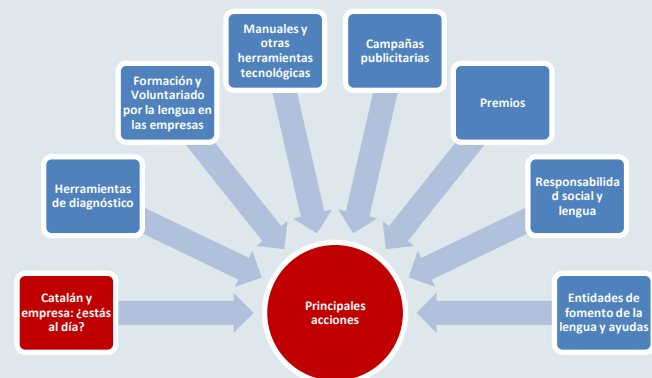 Manuales y
otras
herramientas
tecnológicas
Campañas
publicitarias
Formación y
Voluntariado
por la lengua en
las empresas
Premios
Herramientas
de diagnóstico
Responsabilida
d social y
lengua
Catalán y
empresa: ¿estás
al día?
Principales
acciones
Entidades de
fomento de la
lengua y ayudas